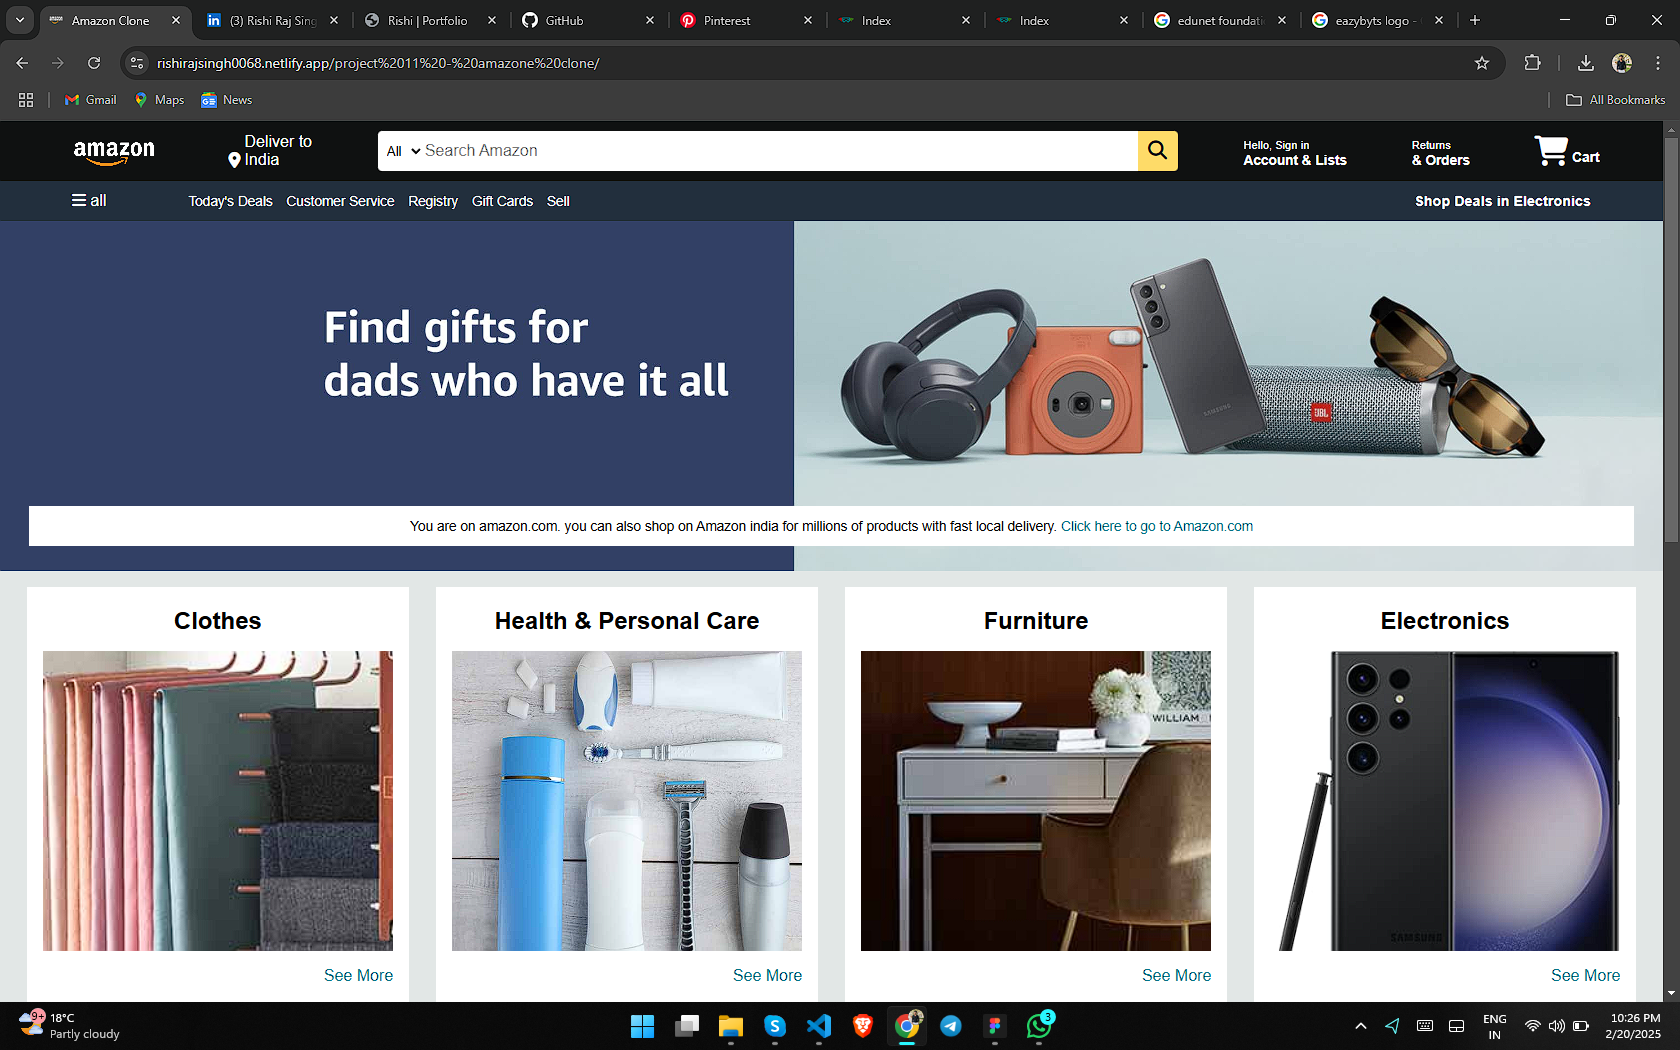 Amazon Clone
(3) Rishi Raj Sing
Rishi | Portfolio
GitHub
Pinterest
Index
Index
edunet foundati
eazybyts logo -
rishirajsingh0068.netlify.app/project%2011%20-%20amazone%20clone/
Gmail
Maps
News
All Bookmarks
amazon
Deliver to
India
All
Search Amazon
Hello, Sign in
Account & Lists
Returns
& Orders
Cart
all
Today's Deals
Customer Service
Registry
Gift Cards
Sell
Shop Deals in Electronics
Find gifts for
dads who have it all
SAMSUNG
JBL
You are on amazon.com. you can also shop on Amazon india for millions of products with fast local delivery. Click here to go to Amazon.com
Clothes
Health & Personal Care
Furniture
Electronics
WILLIAM
SAMSUNG
See More
See More
See More
See More
9+
18°C
Partly cloudy
3
ENG
IN
10:26 PM
2/20/2025